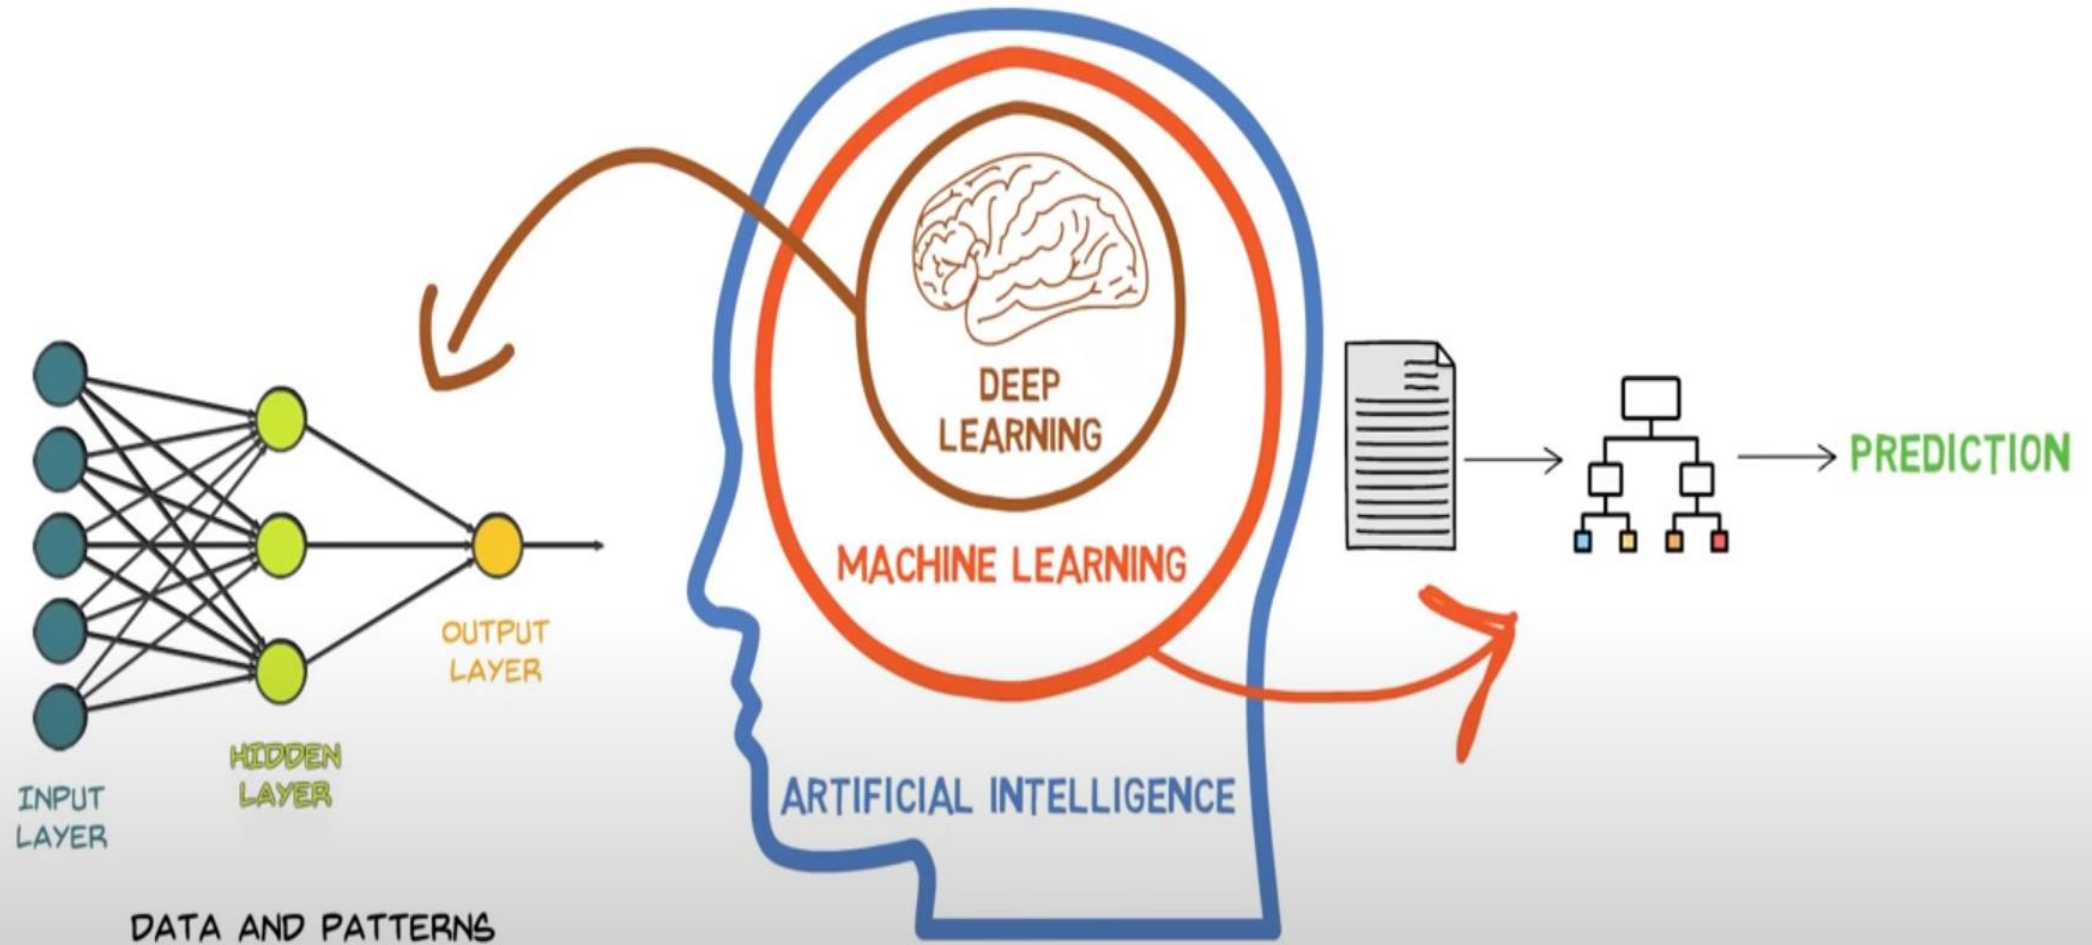 DEEP
LEARNING
MACHINE LEARNING
ARTIFICIAL INTELLIGENCE
INPUT
LAYER
HIDDEN
LAYER
OUTPUT
LAYER
DATA AND PATTERNS
PREDICTION